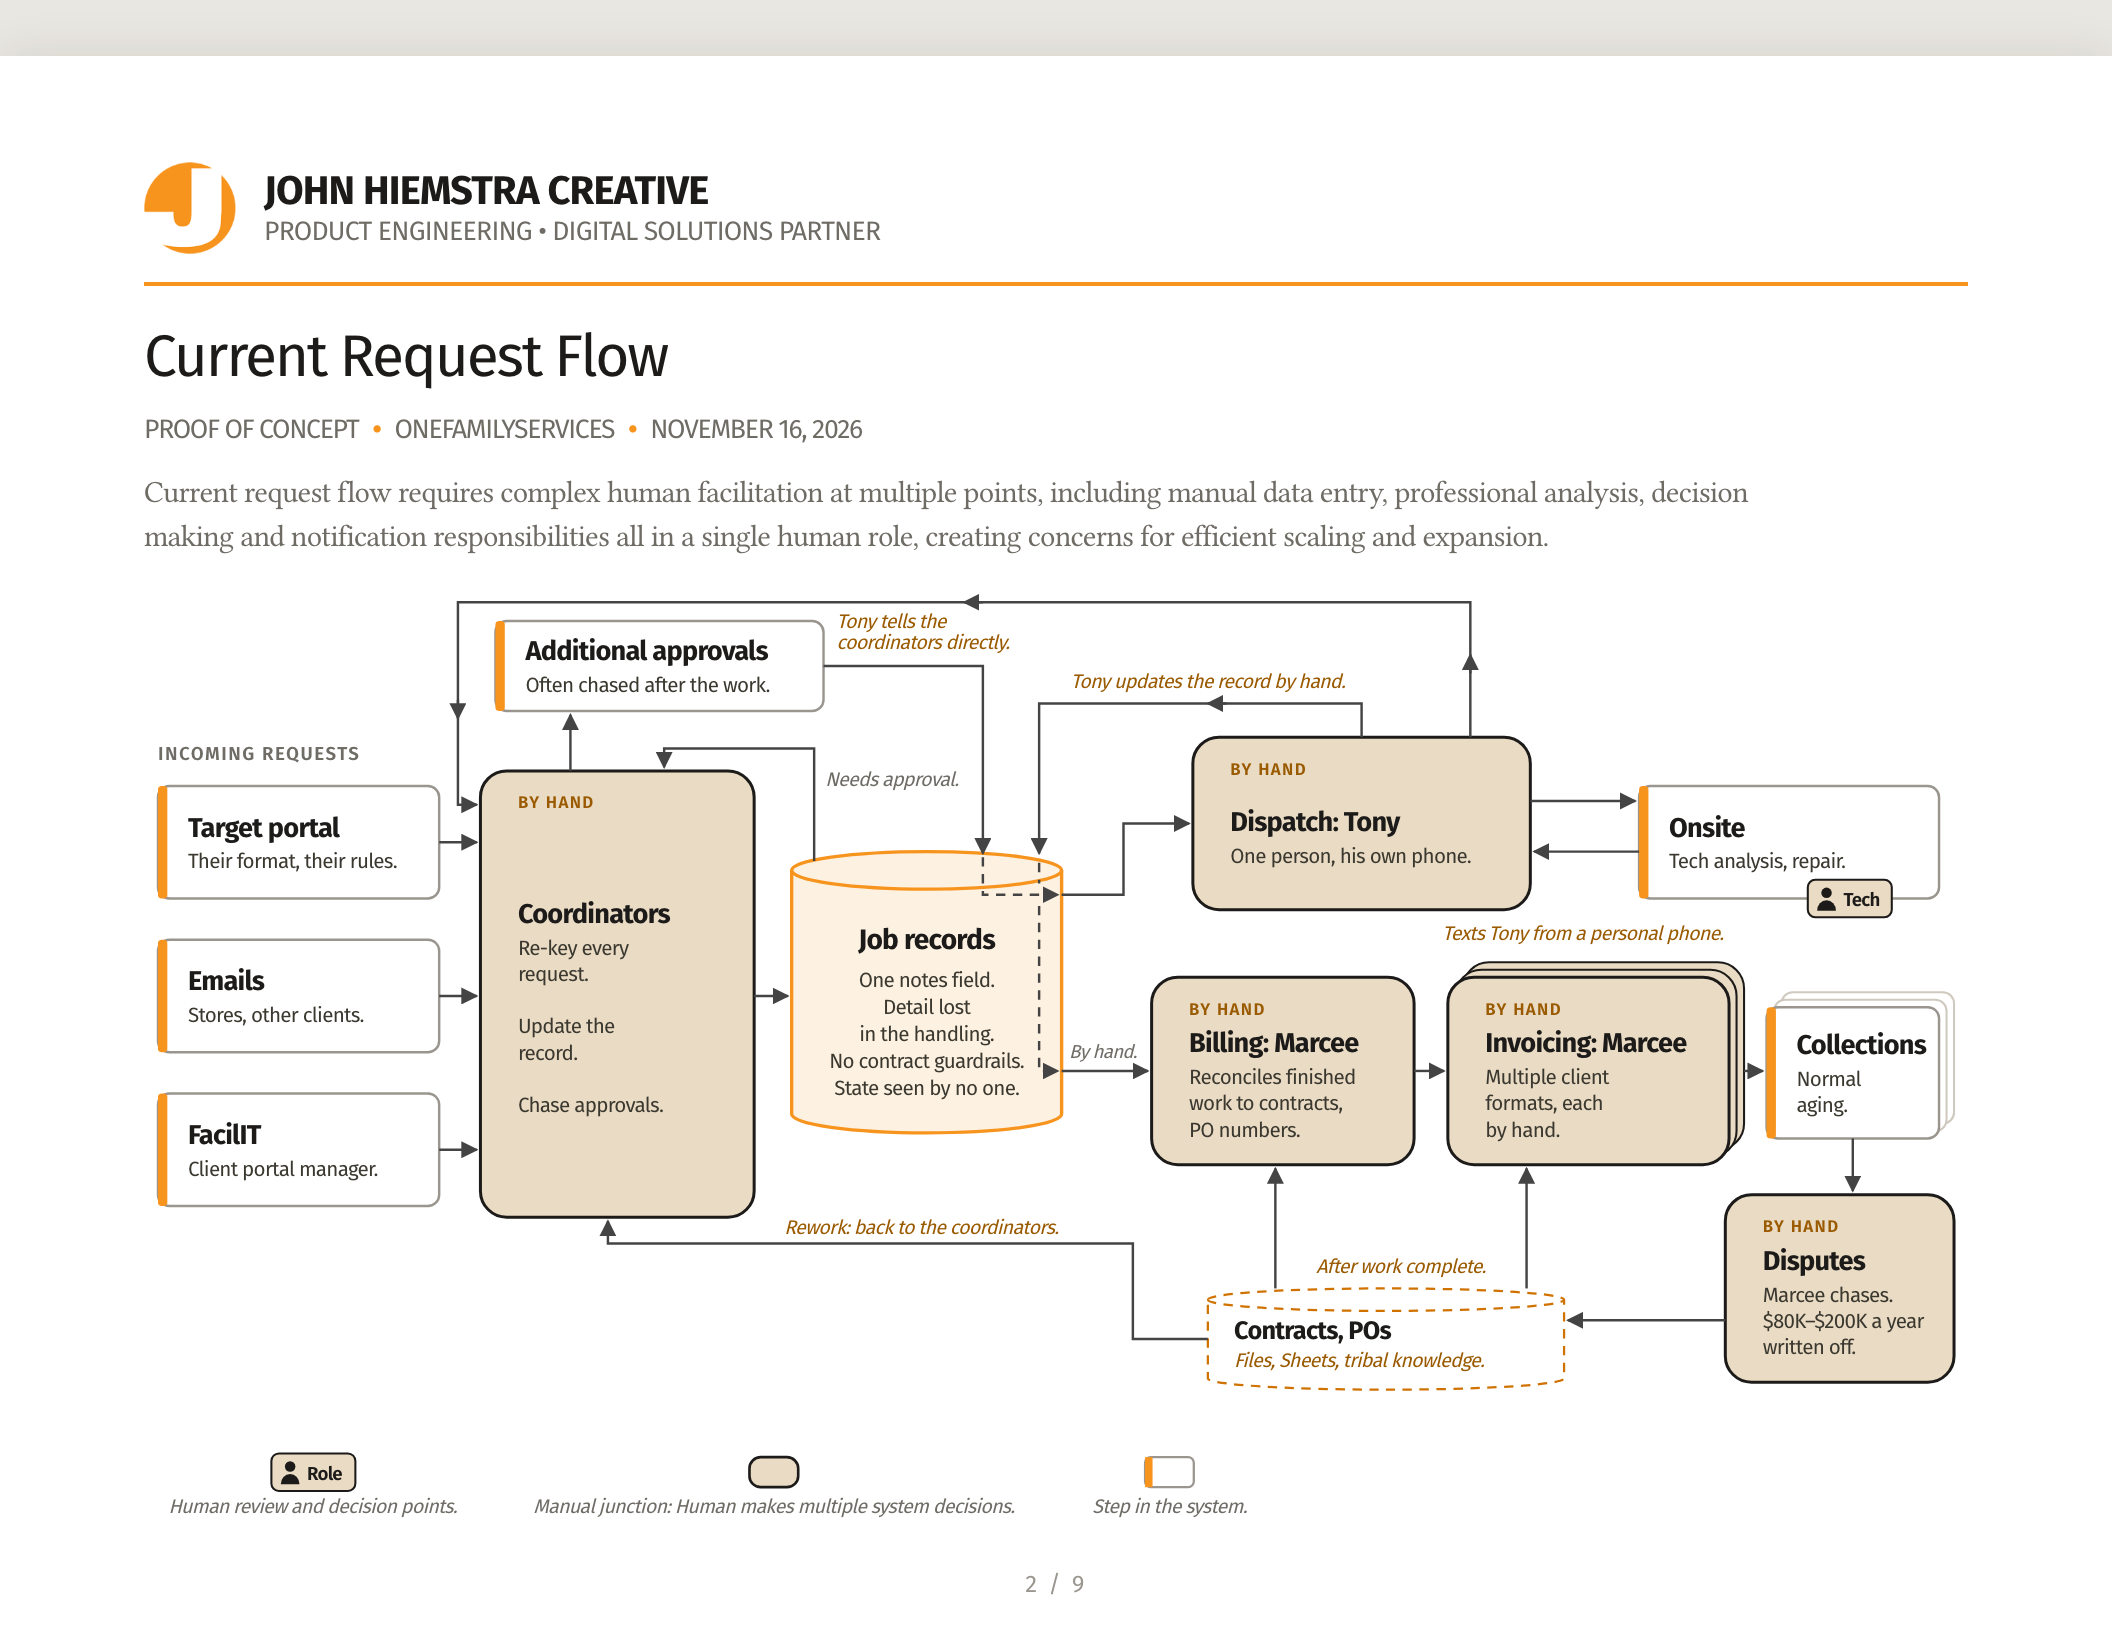 JOHN HIEMSTRA CREATIVE
PRODUCT ENGINEERING • DIGITAL SOLUTIONS PARTNER
Current Request Flow
PROOF OF CONCEPT • ONEFAMILYSERVICES • NOVEMBER 16, 2026
Current request flow requires complex human facilitation at multiple points, including manual data entry, professional analysis, decision
making and notification responsibilities all in a single human role, creating concerns for efficient scaling and expansion.
Additional approvals
Often chased after the work.
Tony tells the
coordinators directly.
Tony updates the record by hand.
INCOMING REQUESTS
Target portal
Their format, their rules.
Emails
Stores, other clients.
FacilIT
Client portal manager.
BY HAND
Coordinators
Re-key every
request.
Update the
record.
Chase approvals.
Needs approval.
Job records
One notes field.
Detail lost
in the handling.
No contract guardrails.
State seen by no one.
BY HAND
Dispatch: Tony
One person, his own phone.
Onsite
Tech analysis, repair.
Tech
Texts Tony from a personal phone.
By hand.
BY HAND
Billing: Marcee
Reconciles finished
work to contracts,
PO numbers.
BY HAND
Invoicing: Marcee
Multiple client
formats, each
by hand.
Collections
Normal
aging.
BY HAND
Disputes
Marcee chases.
$80K–$200K a year
written off.
Rework: back to the coordinators.
After work complete.
Contracts, POs
Files, Sheets, tribal knowledge.
Role
Human review and decision points.
Manual junction: Human makes multiple system decisions.
Step in the system.
2 / 9